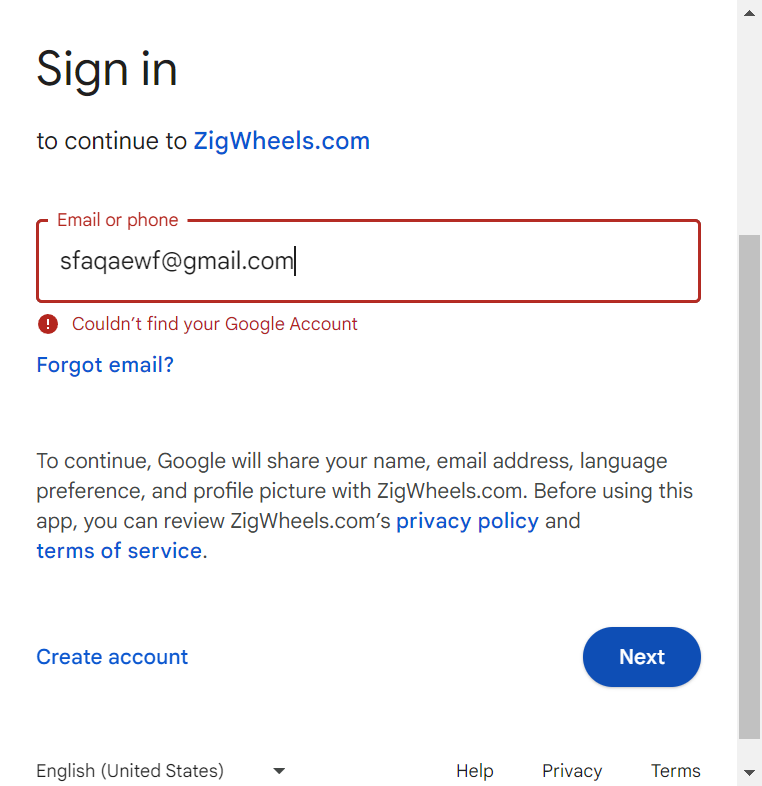 Sign in
to continue to ZigWheels.com
Email or phone
sfaqaewf@gmail.com
Couldn’t find your Google Account
Forgot email?
To continue, Google will share your name, email address, language
preference, and profile picture with ZigWheels.com. Before using this
app, you can review ZigWheels.com’s privacy policy and
terms of service.
Create account
Next
English (United States)
Help
Privacy
Terms